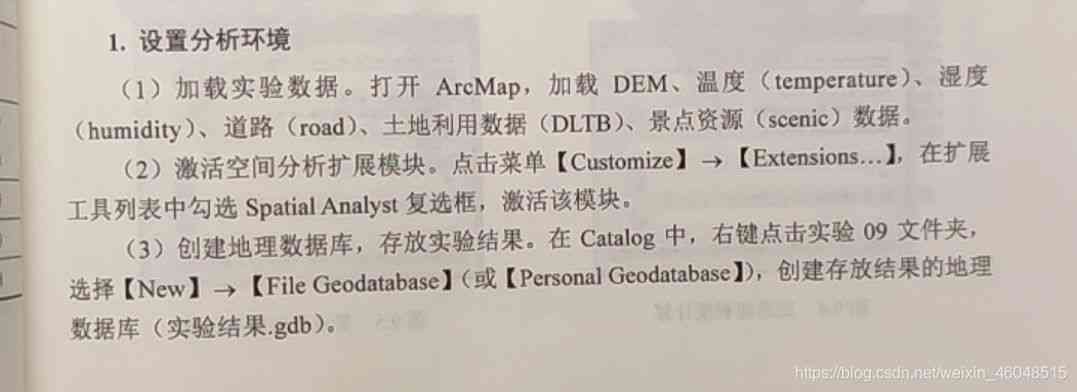 1. 设置分析环境
（1）加载实验数据。打开 ArcMap，加载 DEM、温度（temperature）、湿度
（humidity）、道路（road）、土地利用数据（DLTB）、景点资源（scenic）数据。
（2）激活空间分析扩展模块。点击菜单【Customize】→【Extensions...】，在扩展
工具列表中勾选 Spatial Analyst 复选框，激活该模块。
（3）创建地理数据库，存放实验结果。在 Catalog 中，右键点击实验 09 文件夹，
选择【New】→【File Geodatabase】（或【Personal Geodatabase】），创建存放结果的地理
数据库（实验结果.gdb）。
https://blog.csdn.net/weixin_46048515